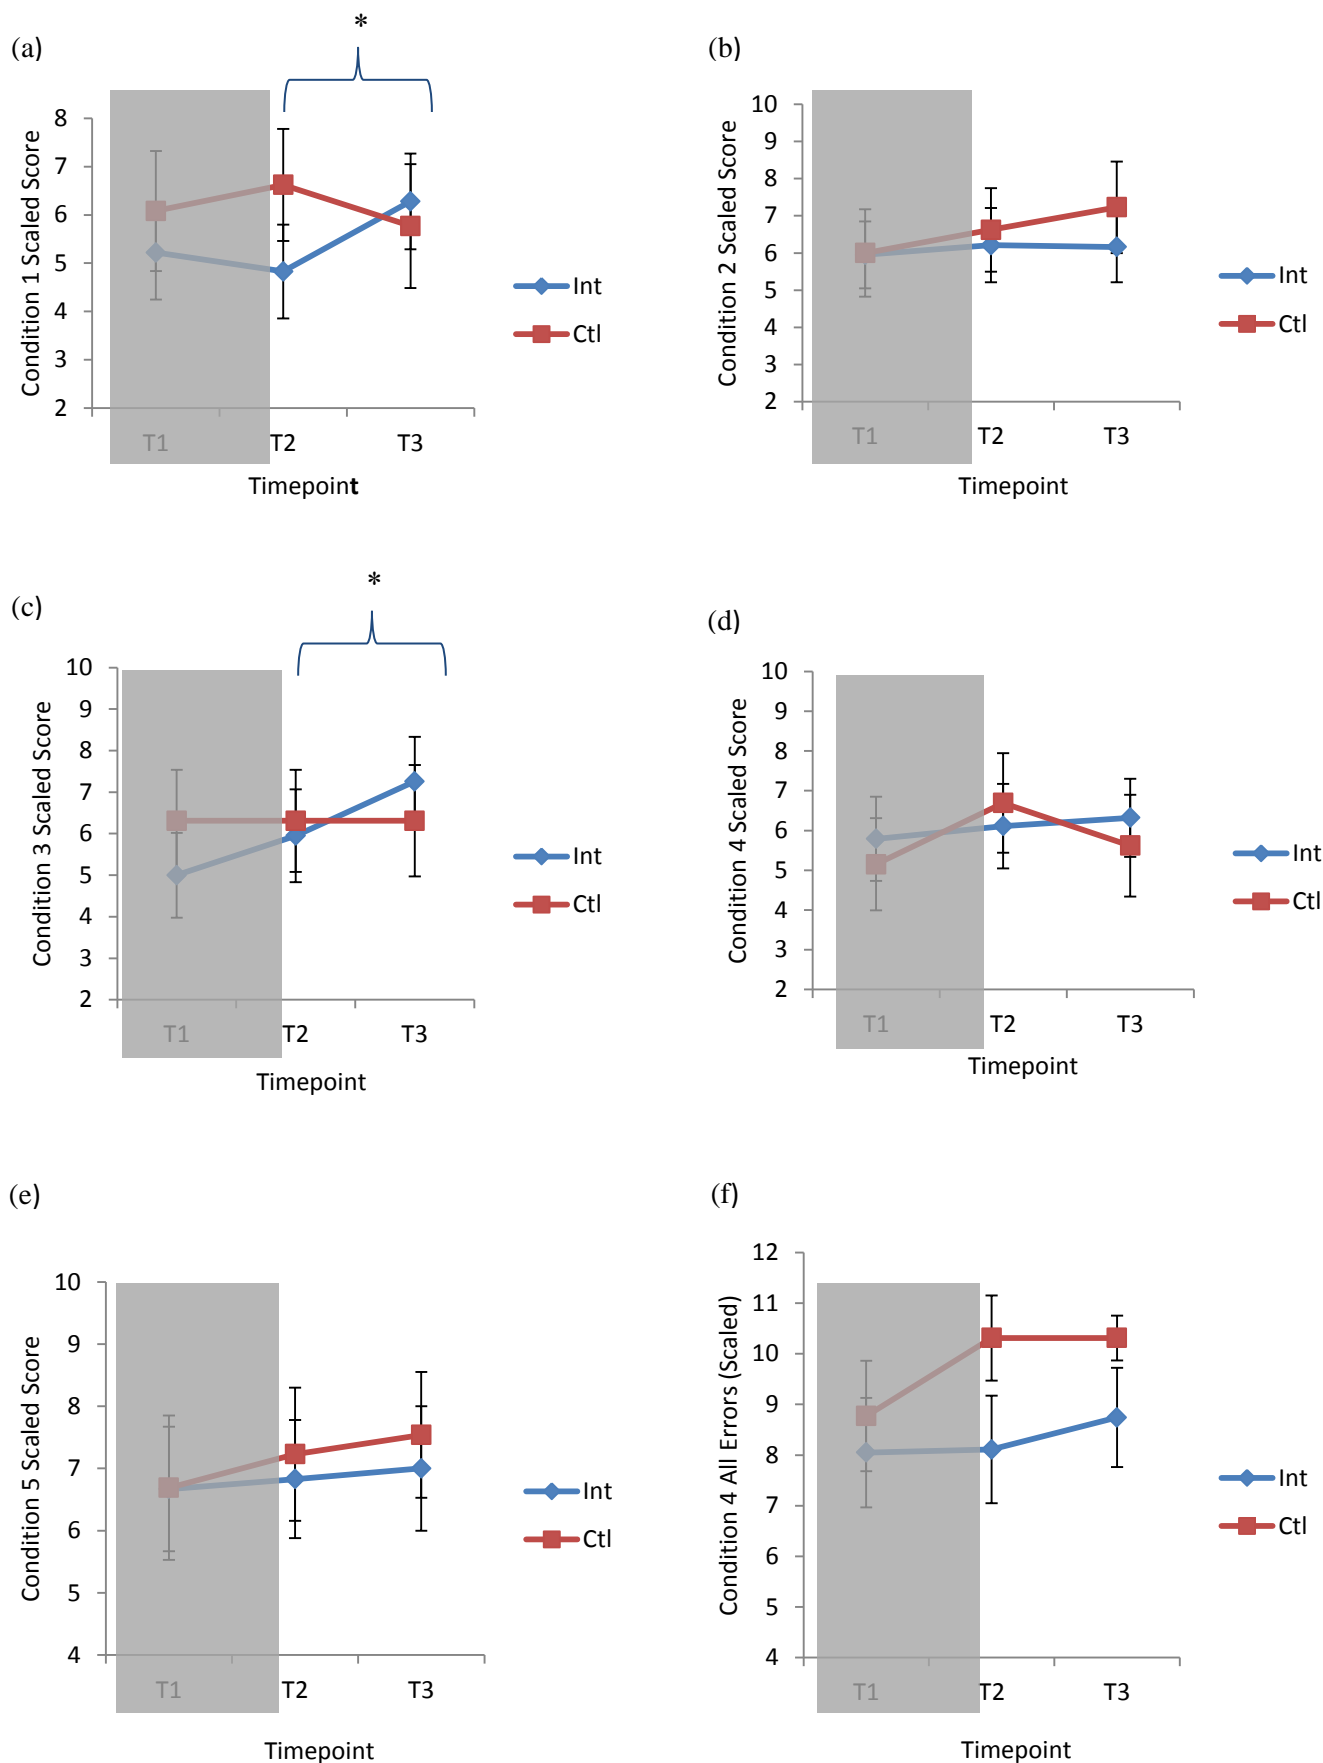 (a)
*
Condition 1 Scaled Score
8
7
6
5
4
3
2
T1 T2 T3
Timepoint
Int
Ctl
(b)
Condition 2 Scaled Score
10
9
8
7
6
5
4
3
2
T1 T2 T3
Timepoint
Int
Ctl
(c)
*
Condition 3 Scaled Score
10
9
8
7
6
5
4
3
2
T1 T2 T3
Timepoint
Int
Ctl
(d)
Condition 4 Scaled Score
10
9
8
7
6
5
4
3
2
T1 T2 T3
Timepoint
Int
Ctl
(e)
Condition 5 Scaled Score
10
9
8
7
6
5
4
T1 T2 T3
Timepoint
Int
Ctl
(f)
Condition 4 All Errors (Scaled)
12
11
10
9
8
7
6
5
4
T1 T2 T3
Timepoint
Int
Ctl